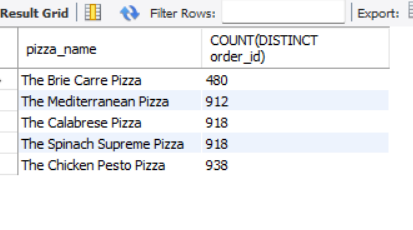 Result Grid Filter Rows: Export:
pizza_name COUNT(DISTINCT
order_id)
The Brie Carre Pizza 480
The Mediterranean Pizza 912
The Calabrese Pizza 918
The Spinach Supreme Pizza 918
The Chicken Pesto Pizza 938